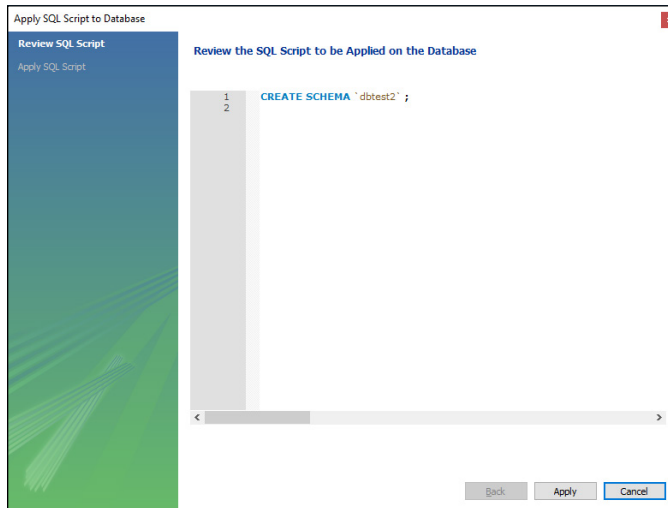 Apply SQL Script to Database
Review SQL Script
Apply SQL Script
Review the SQL Script to be Applied on the Database
1 CREATE SCHEMA `dbtest2` ;
2
Back Apply Cancel